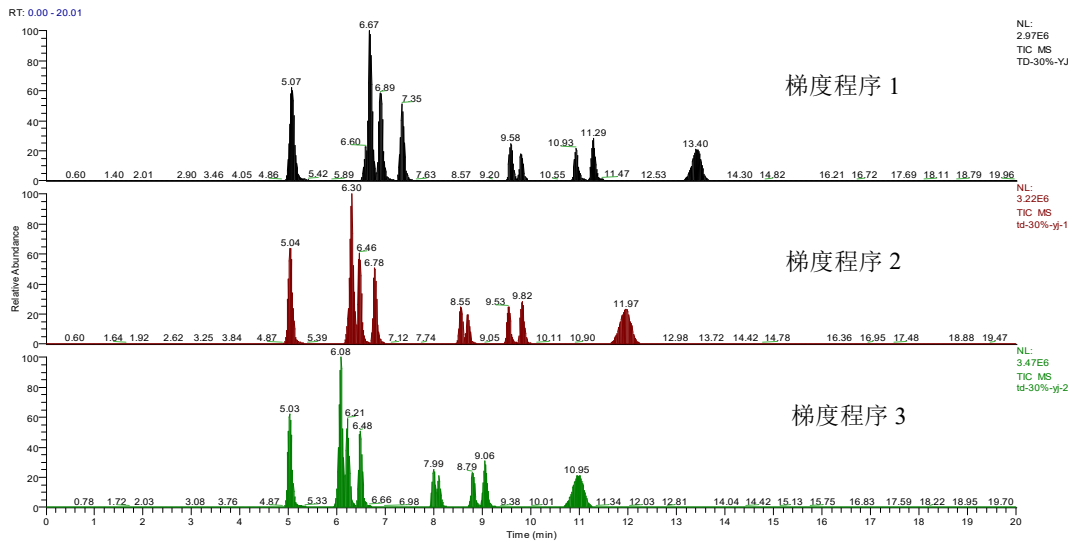 RT: 0.00 - 20.01
NL:
2.97E6
TIC MS
TD-30%-YJ
梯度程序 1
100
80
60
40
20
0
0.60 1.40 2.01 2.90 3.46 4.05 4.86 5.07 5.42 5.89 6.60 6.67 6.89 7.35 7.63 8.57 9.20 9.58 10.55 10.93 11.29 11.47 12.53 13.40 14.30 14.82 16.21 16.72 17.69 18.11 18.79 19.96
NL:
3.22E6
TIC MS
td-30%-yj-1
梯度程序 2
Relative Abundance
100
80
60
40
20
0
0.60 1.64 1.92 2.62 3.25 3.84 4.87 5.04 5.39 6.30 6.46 6.78 7.12 7.74 8.55 9.05 9.53 9.82 10.11 10.90 11.97 12.98 13.72 14.42 14.78 16.36 16.95 17.48 18.88 19.47
NL:
3.47E6
TIC MS
td-30%-yj-2
梯度程序 3
100
80
60
40
20
0
0.78 1.72 2.03 3.08 3.76 4.87 5.03 5.33 6.08 6.21 6.48 6.66 6.98 7.99 8.79 9.06 9.38 10.01 10.95 11.34 12.03 12.81 14.04 14.42 15.13 15.75 16.83 17.59 18.22 18.95 19.70
0 1 2 3 4 5 6 7 8 9 10 11 12 13 14 15 16 17 18 19 20
Time (min)